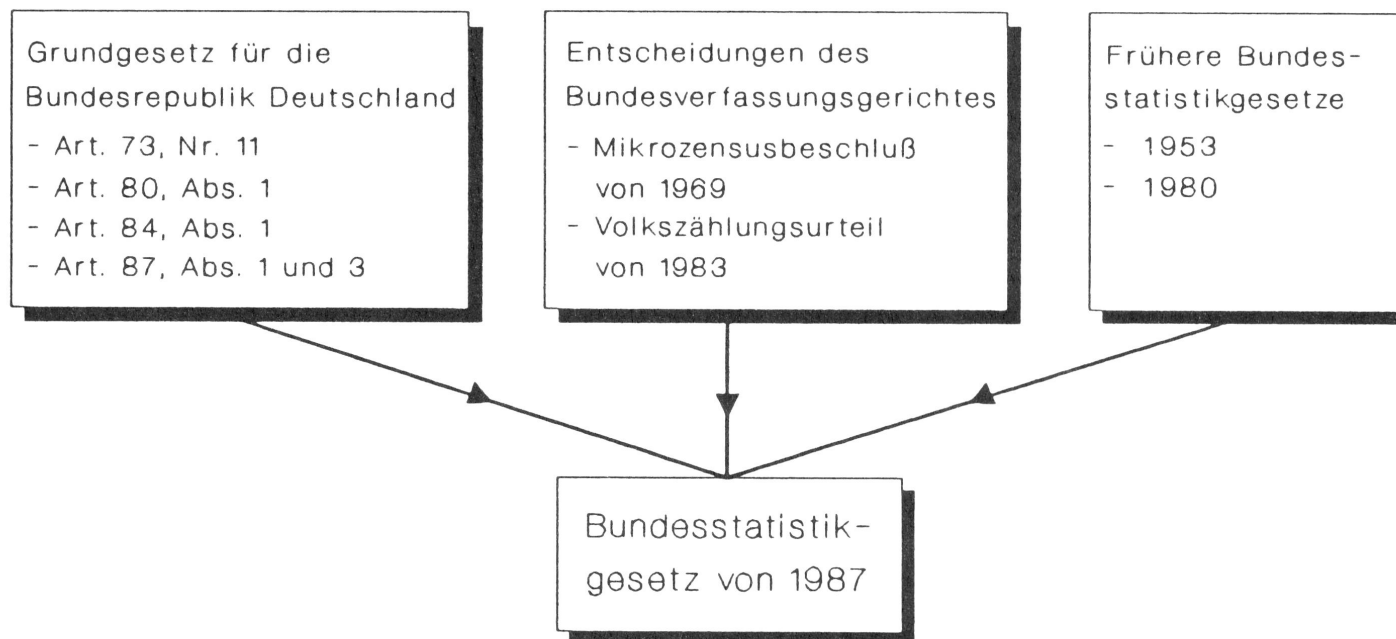 Grundgesetz für die
Bundesrepublik Deutschland
- Art. 73, Nr. 11
- Art. 80, Abs. 1
- Art. 84, Abs. 1
- Art. 87, Abs. 1 und 3
Entscheidungen des
Bundesverfassungsgerichtes
- Mikrozensusbeschluß
von 1969
- Volkszählungsurteil
von 1983
Frühere Bundes-
statistikgesetze
- 1953
- 1980
Bundesstatistik-
gesetz von 1987